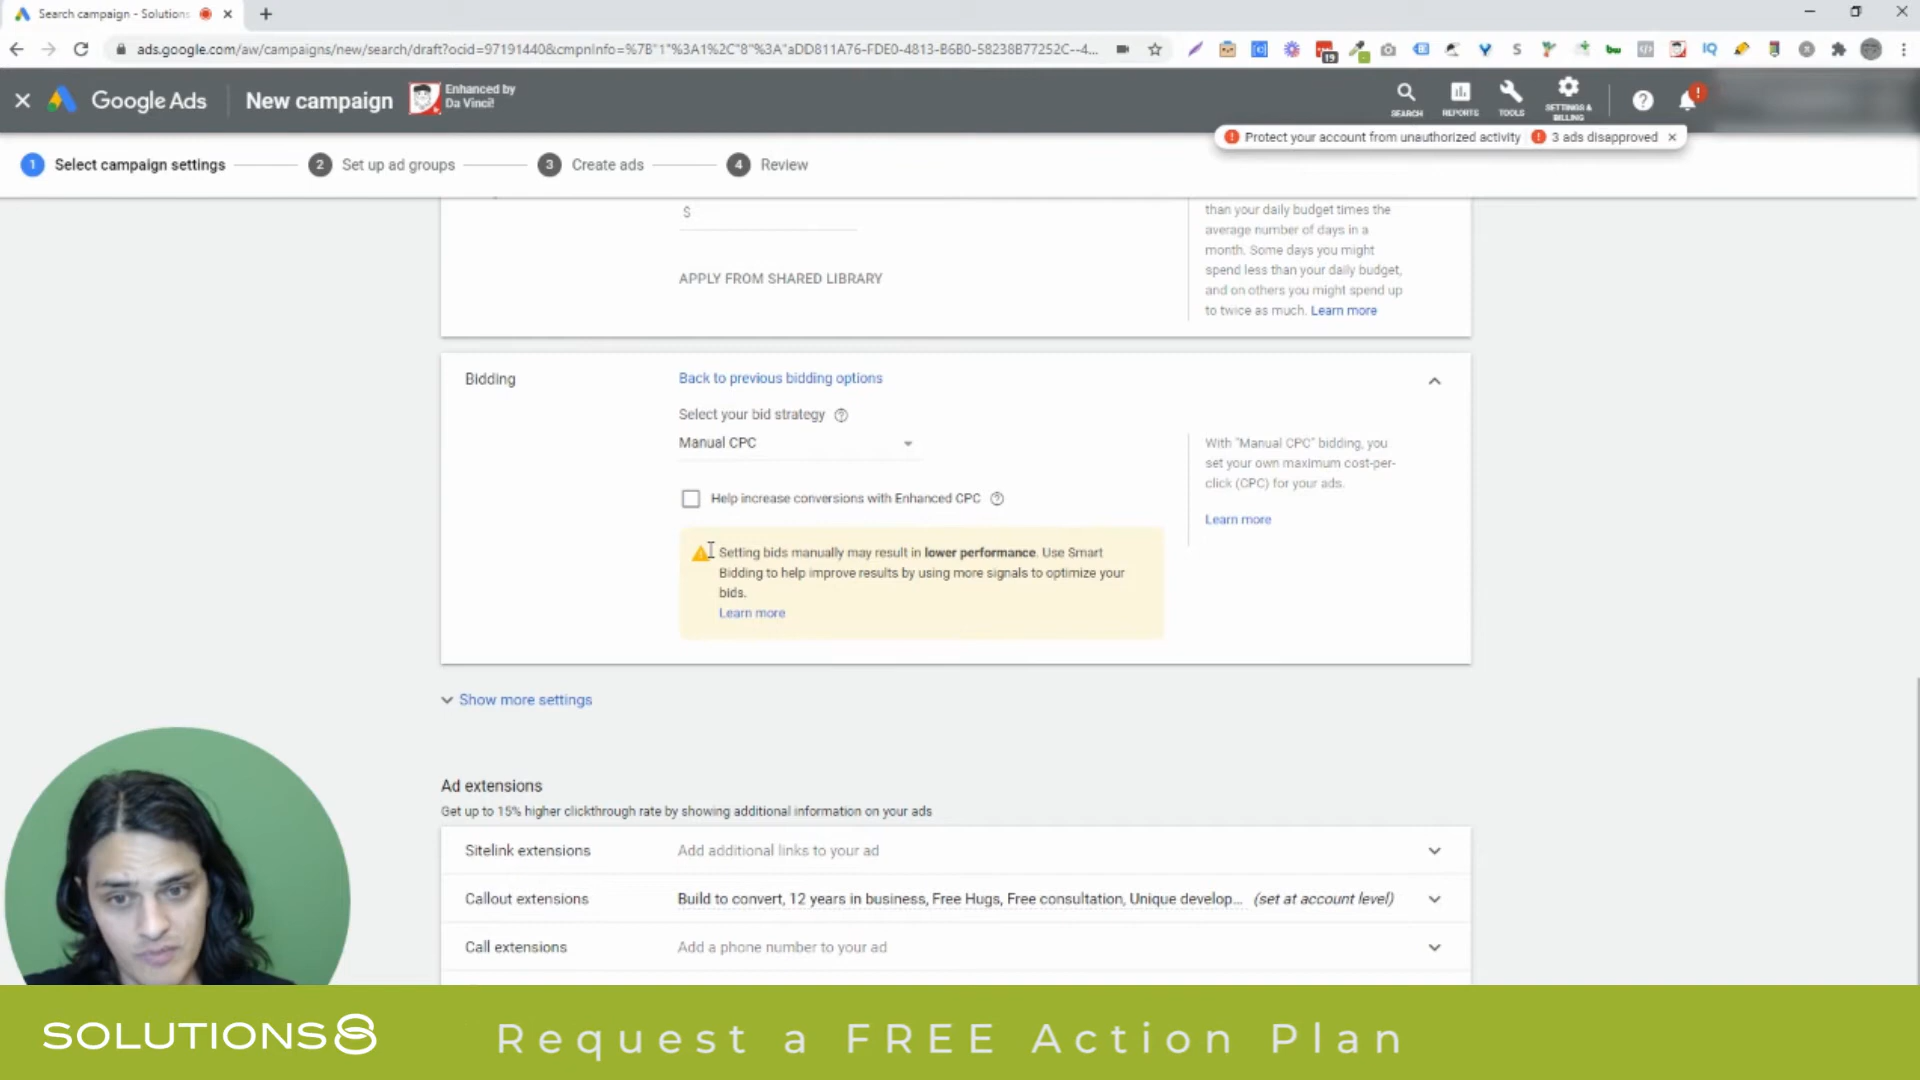 Search campaign - Solutions
ads.google.com/aw/campaigns/new/search/draft?ocid=97191440&cmpnInfo=%7B"1"%3A1%2C"8"%3A"aDD811A76-FDE0-4813-B6B0-58238B77252C--4...
Google Ads
New campaign
Enhanced by
Da Vinci!
SEARCH
REPORTS
TOOLS
SETTINGS &
BILLING
Protect your account from unauthorized activity
3 ads disapproved
1 Select campaign settings
2 Set up ad groups
3 Create ads
4 Review
$
APPLY FROM SHARED LIBRARY
than your daily budget times the
average number of days in a
month. Some days you might
spend less than your daily budget,
and on others you might spend up
to twice as much. Learn more
Bidding
Back to previous bidding options
Select your bid strategy
Manual CPC
Help increase conversions with Enhanced CPC
Setting bids manually may result in lower performance. Use Smart
Bidding to help improve results by using more signals to optimize your
bids.
Learn more
With "Manual CPC" bidding, you
set your own maximum cost-per-
click (CPC) for your ads.
Learn more
Show more settings
Ad extensions
Get up to 15% higher clickthrough rate by showing additional information on your ads
Sitelink extensions
Add additional links to your ad
Callout extensions
Build to convert, 12 years in business, Free Hugs, Free consultation, Unique develop... (set at account level)
Call extensions
Add a phone number to your ad
SOLUTIONS8
Request a FREE Action Plan